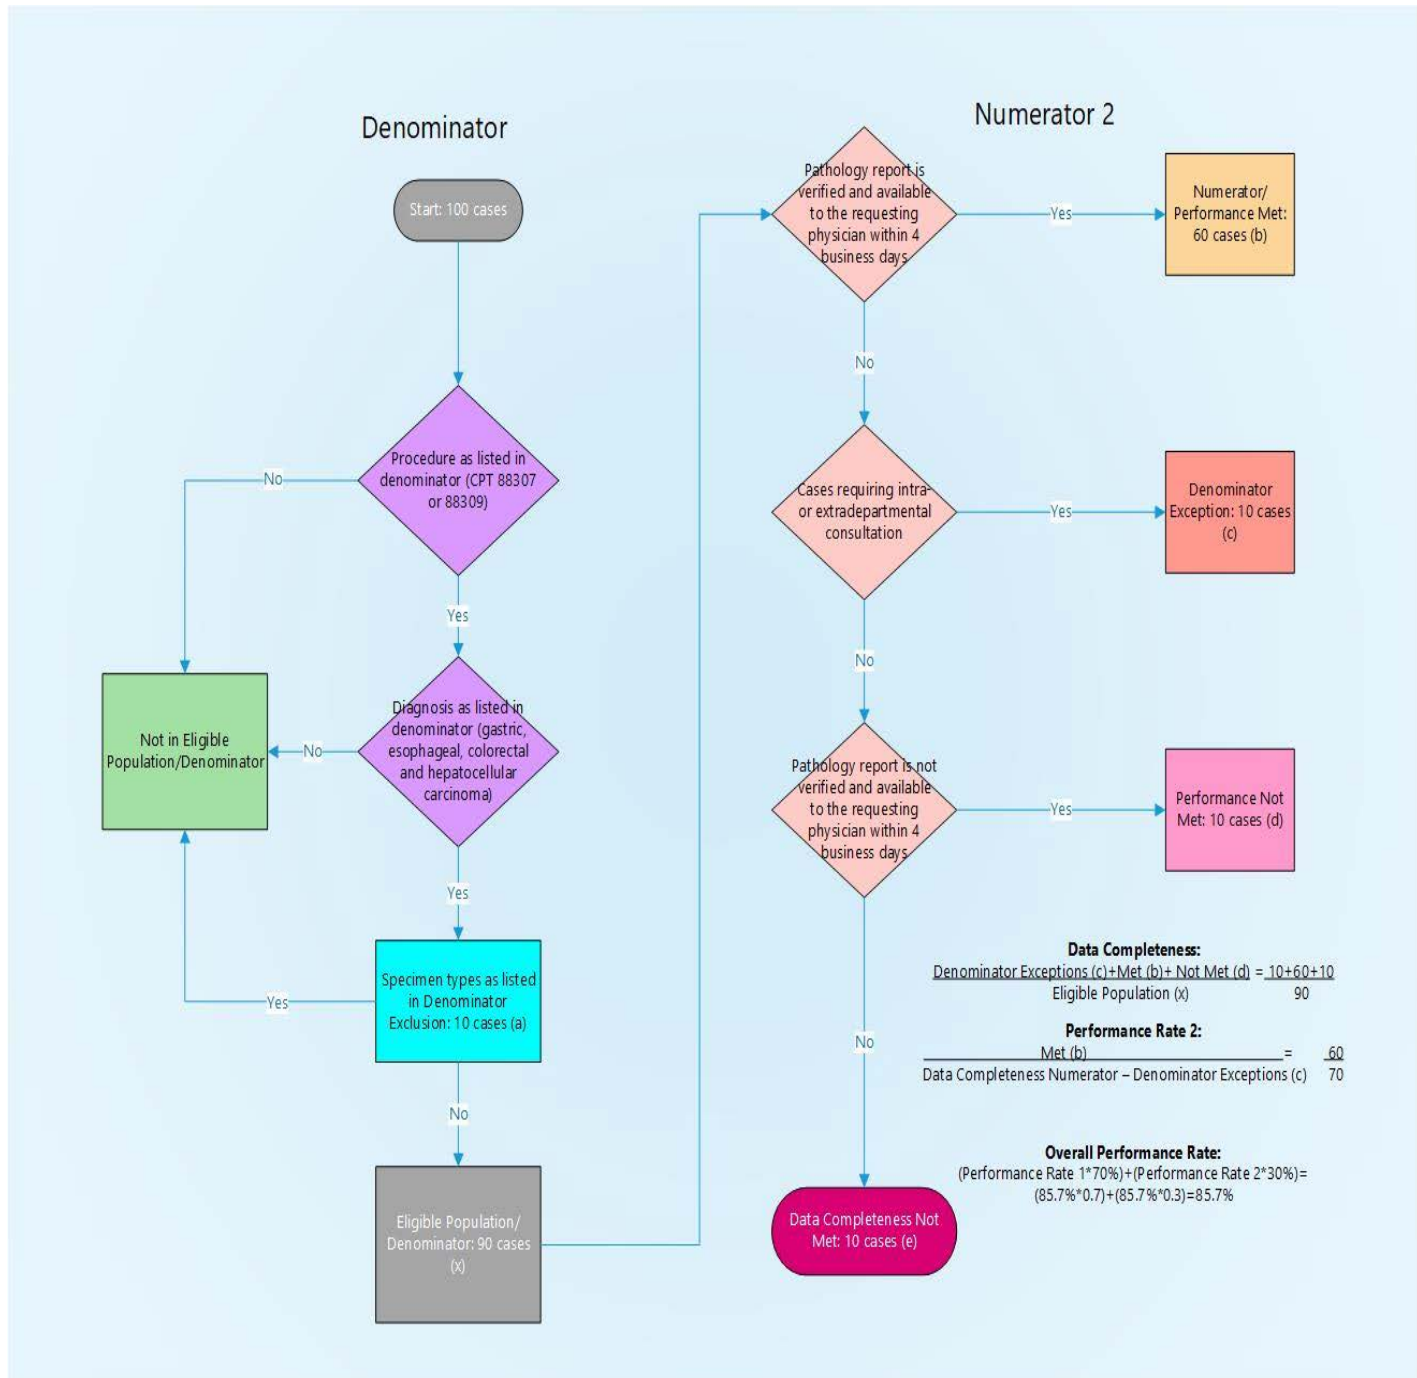 Denominator
Start: 100 cases
Procedure as listed in
denominator (CPT 88307
or 88309)
No
Yes
Diagnosis as listed in
denominator (gastric,
esophageal, colorectal
and hepatocellular
carcinoma)
No
Not in Eligible
Population/Denominator
Yes
Specimen types as listed
in Denominator
Exclusion: 10 cases (a)
Yes
No
Eligible Population/
Denominator: 90 cases
(x)
Numerator 2
Pathology report is
verified and available
to the requesting
physician within 4
business days
Yes
Numerator/
Performance Met:
60 cases (b)
No
Cases requiring intra-
or extradepartmental
consultation
Yes
Denominator
Exception: 10 cases
(c)
No
Pathology report is not
verified and available
to the requesting
physician within 4
business days
Yes
Performance Not
Met: 10 cases (d)
No
Data Completeness Not
Met: 10 cases (e)
Data Completeness:
Denominator Exceptions (c)+Met (b)+ Not Met (d) = 10+60+10
Eligible Population (x) 90
Performance Rate 2:
Met (b) = 60
Data Completeness Numerator – Denominator Exceptions (c) 70
Overall Performance Rate:
(Performance Rate 1*70%)+(Performance Rate 2*30%)=
(85.7%*0.7)+(85.7%*0.3)=85.7%